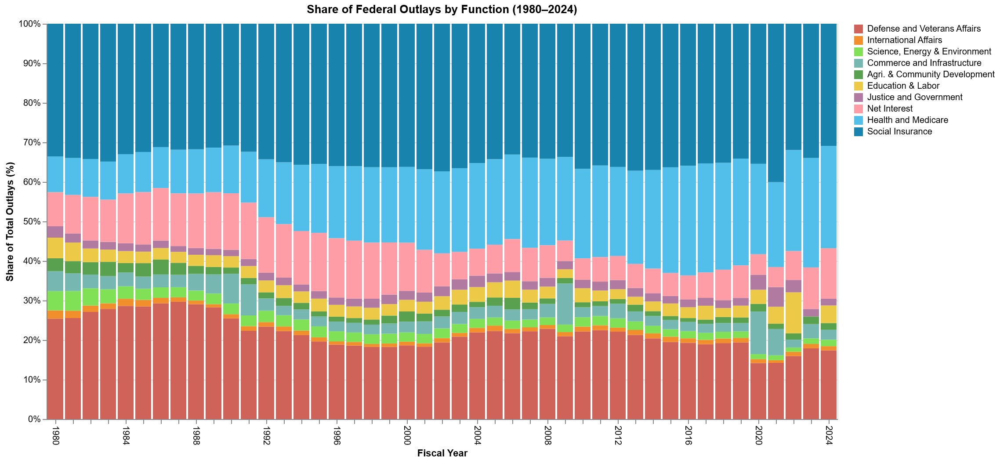 Share of Federal Outlays by Function (1980–2024)
Share of Total Outlays (%)
100%
90%
80%
70%
60%
50%
40%
30%
20%
10%
0%
1980
1984
1988
1992
1996
2000
2004
2008
2012
2016
2020
2024
Fiscal Year
Defense and Veterans Affairs
International Affairs
Science, Energy & Environment
Commerce and Infrastructure
Agri. & Community Development
Education & Labor
Justice and Government
Net Interest
Health and Medicare
Social Insurance